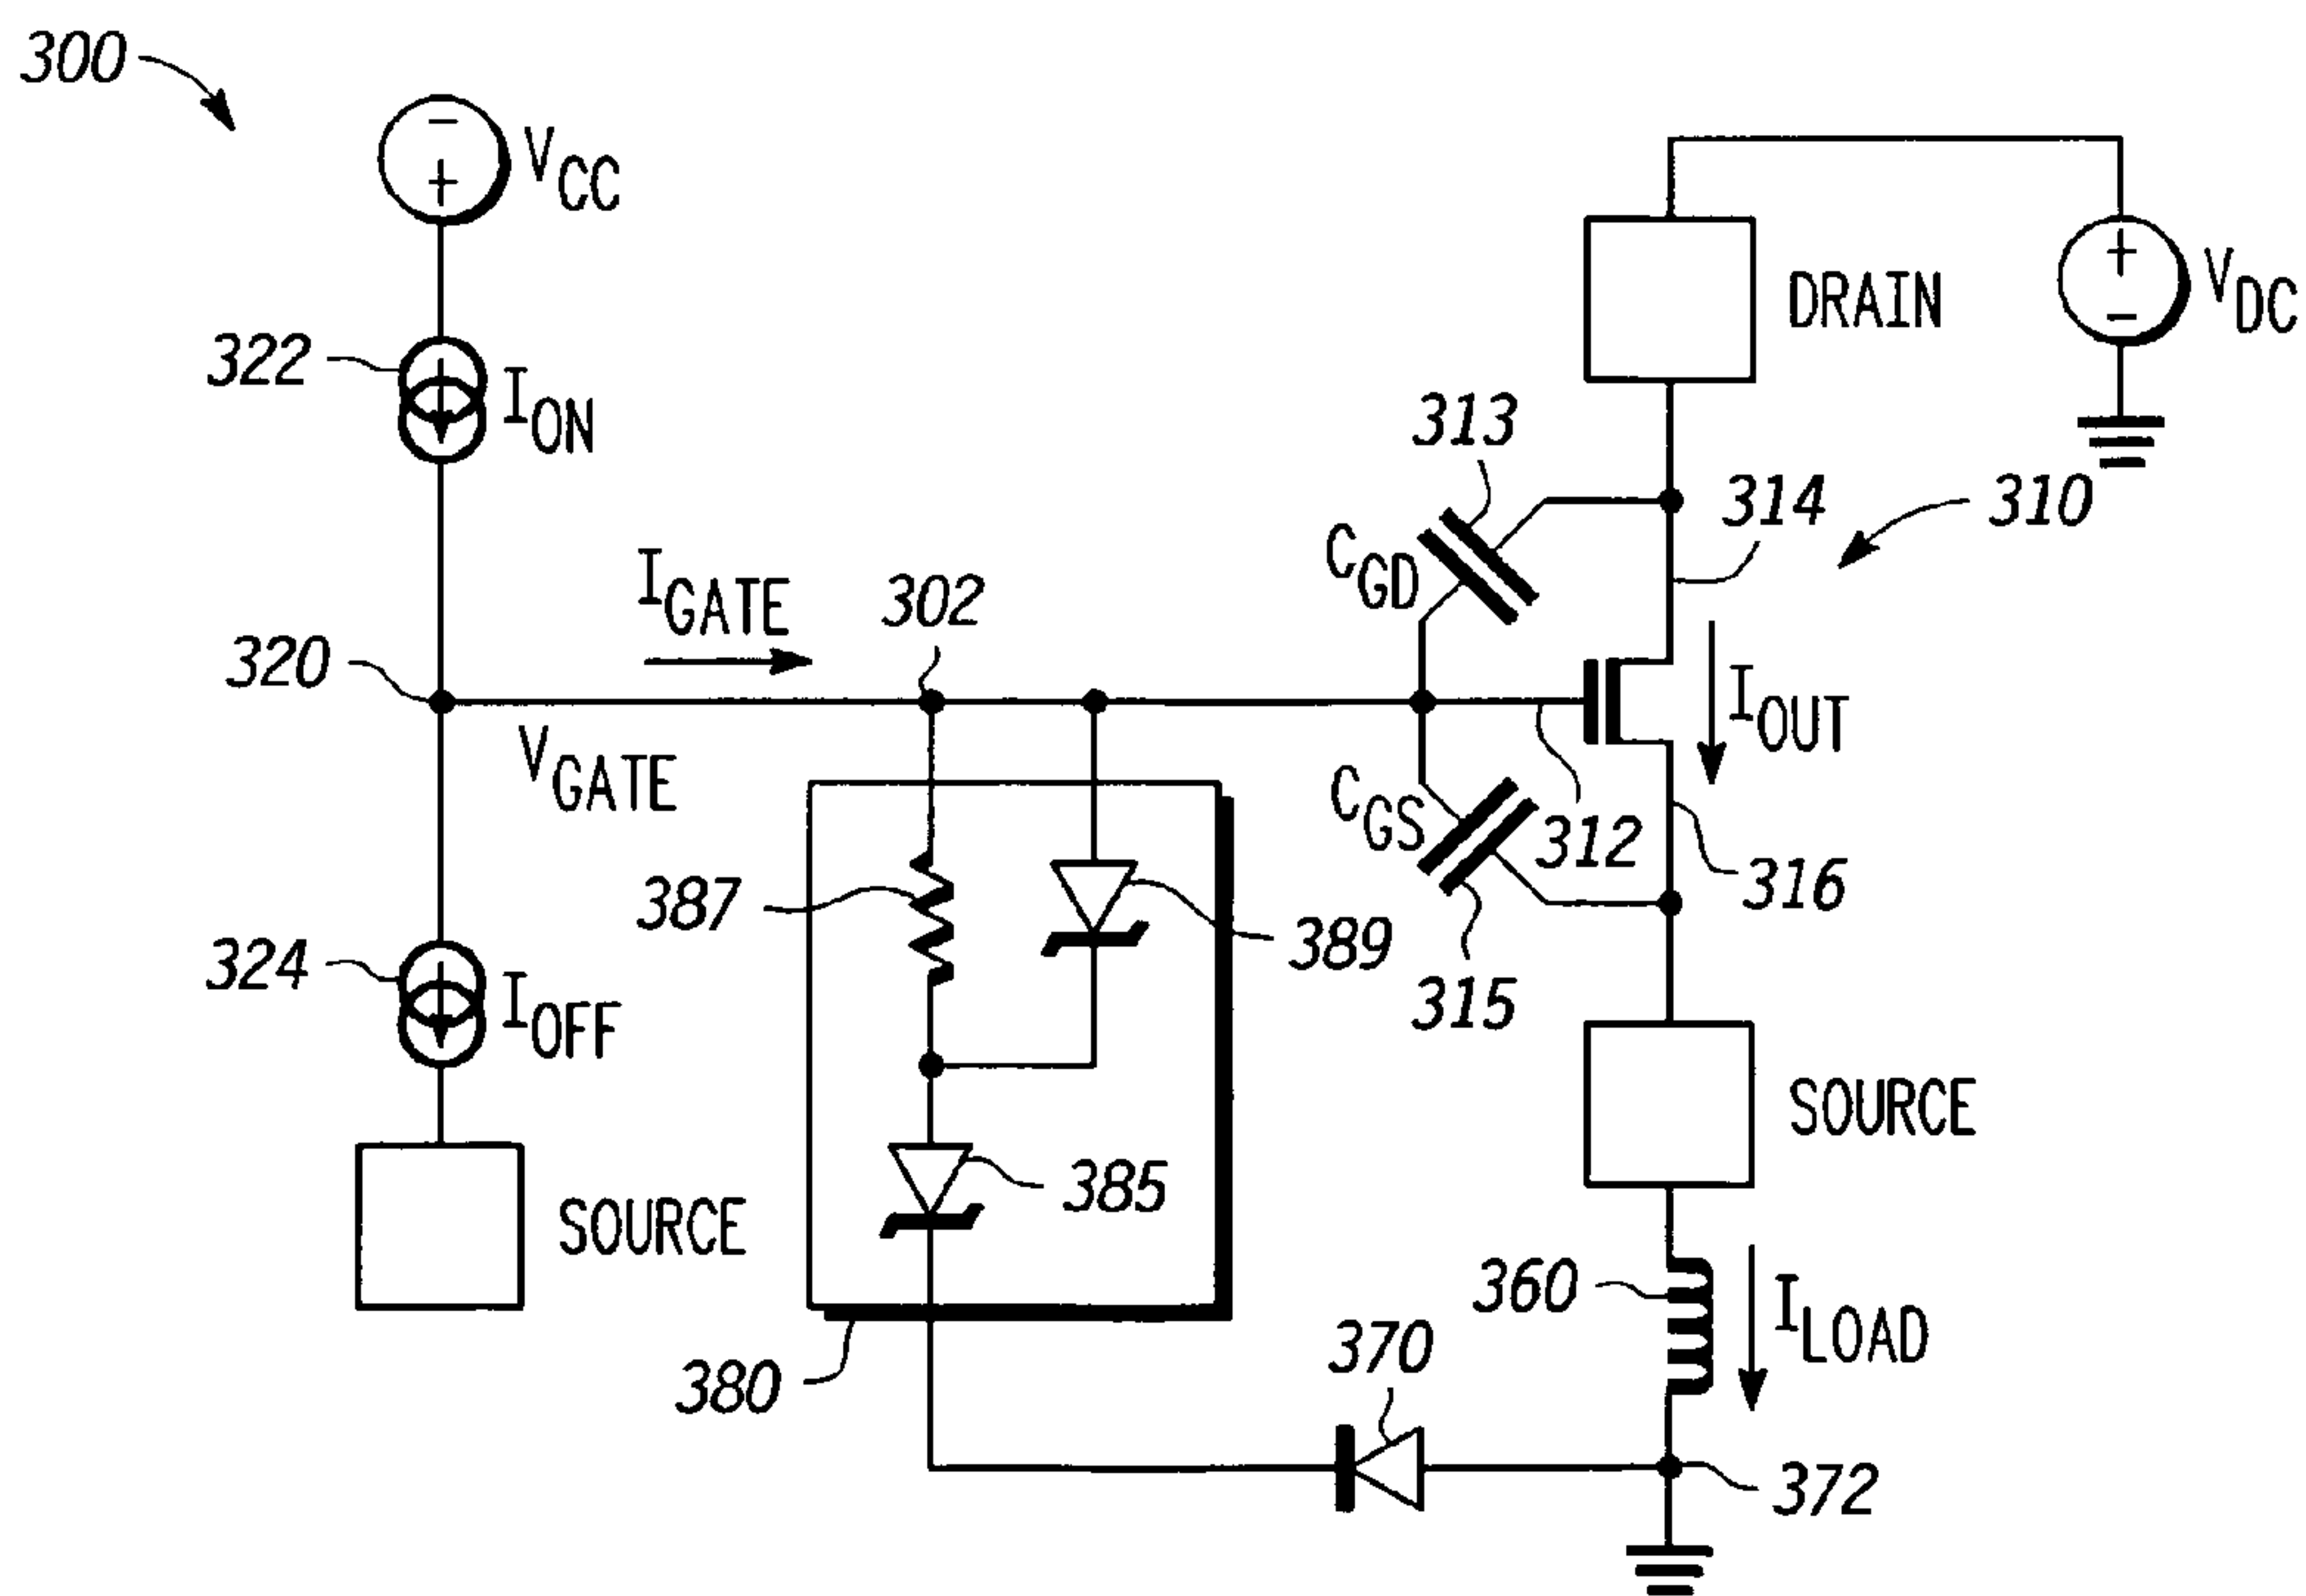 300
−
+
VCC
322
ION
DRAIN
+
−
VDC
313
CGD
314
310
IGATE
302
320
VGATE
IOUT
CGS
312
316
387
389
315
324
IOFF
385
SOURCE
SOURCE
380
370
360
ILOAD
372